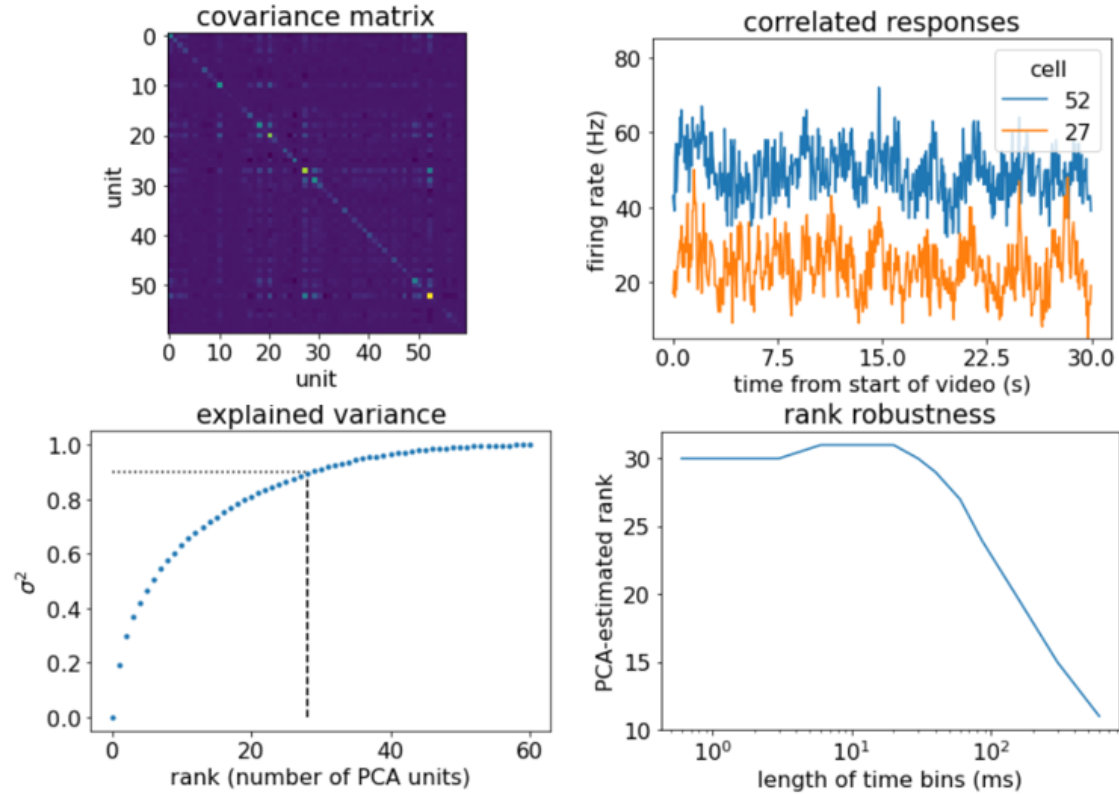 covariance matrix
0
10
20
30
40
50
unit
0 10 20 30 40 50
unit
correlated responses
80
60
40
20
firing rate (Hz)
cell
52
27
0.0 7.5 15.0 22.5 30.0
time from start of video (s)
explained variance
1.0
0.8
0.6
0.4
0.2
0.0
σ²
0 20 40 60
rank (number of PCA units)
rank robustness
30
25
20
15
10
PCA-estimated rank
10⁰ 10¹ 10²
length of time bins (ms)